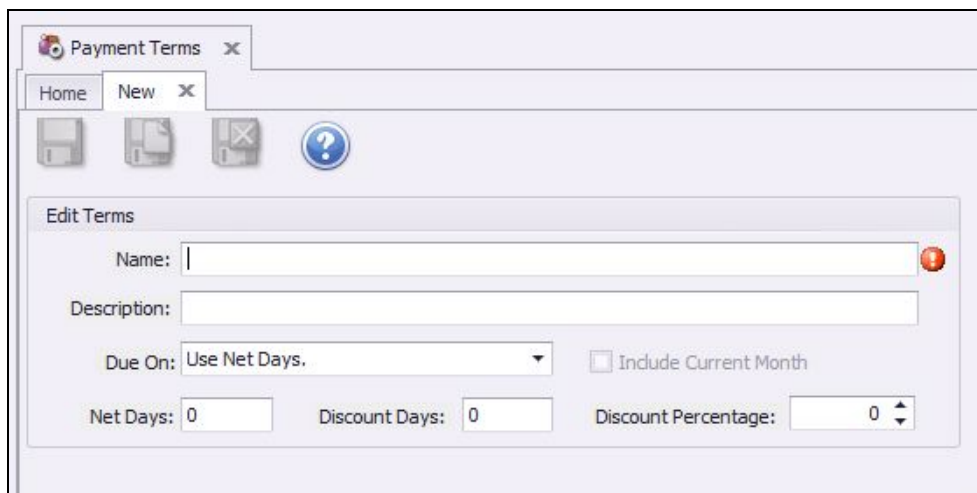 Payment Terms
Home New
Edit Terms
Name:
Description:
Due On: Use Net Days. Include Current Month
Net Days: 0 Discount Days: 0 Discount Percentage: 0